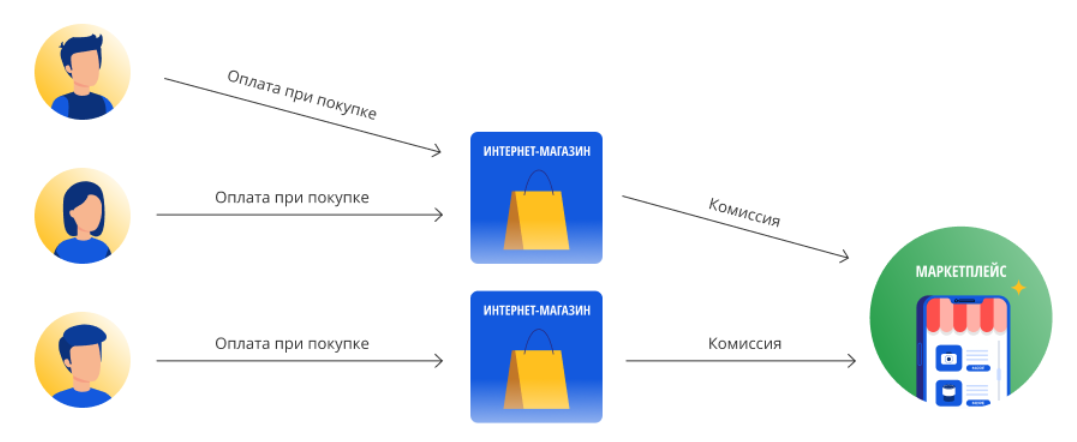 Оплата при покупке
ИНТЕРНЕТ-МАГАЗИН
Оплата при покупке
Комиссия
МАРКЕТПЛЕЙС
ИНТЕРНЕТ-МАГАЗИН
Оплата при покупке
Комиссия